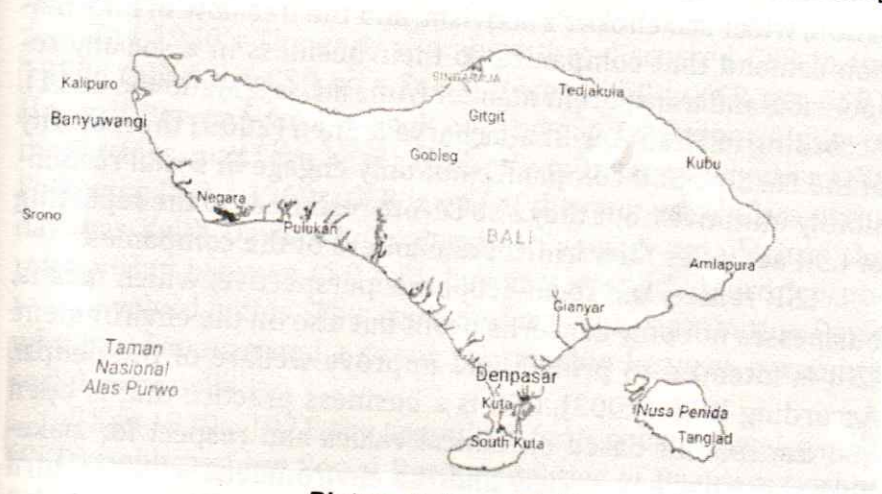 SINGARAJA
Kalipuro
Tedjakula
Banyuwangi
Gitgit
Gobleg
Kubu
Negara
Srono
Pulukan
BALI
Amlapura
Gianyar
Taman
Nasional
Alas Purwo
Denpasar
Kuta
Nusa Penida
South Kuta
Tanglad